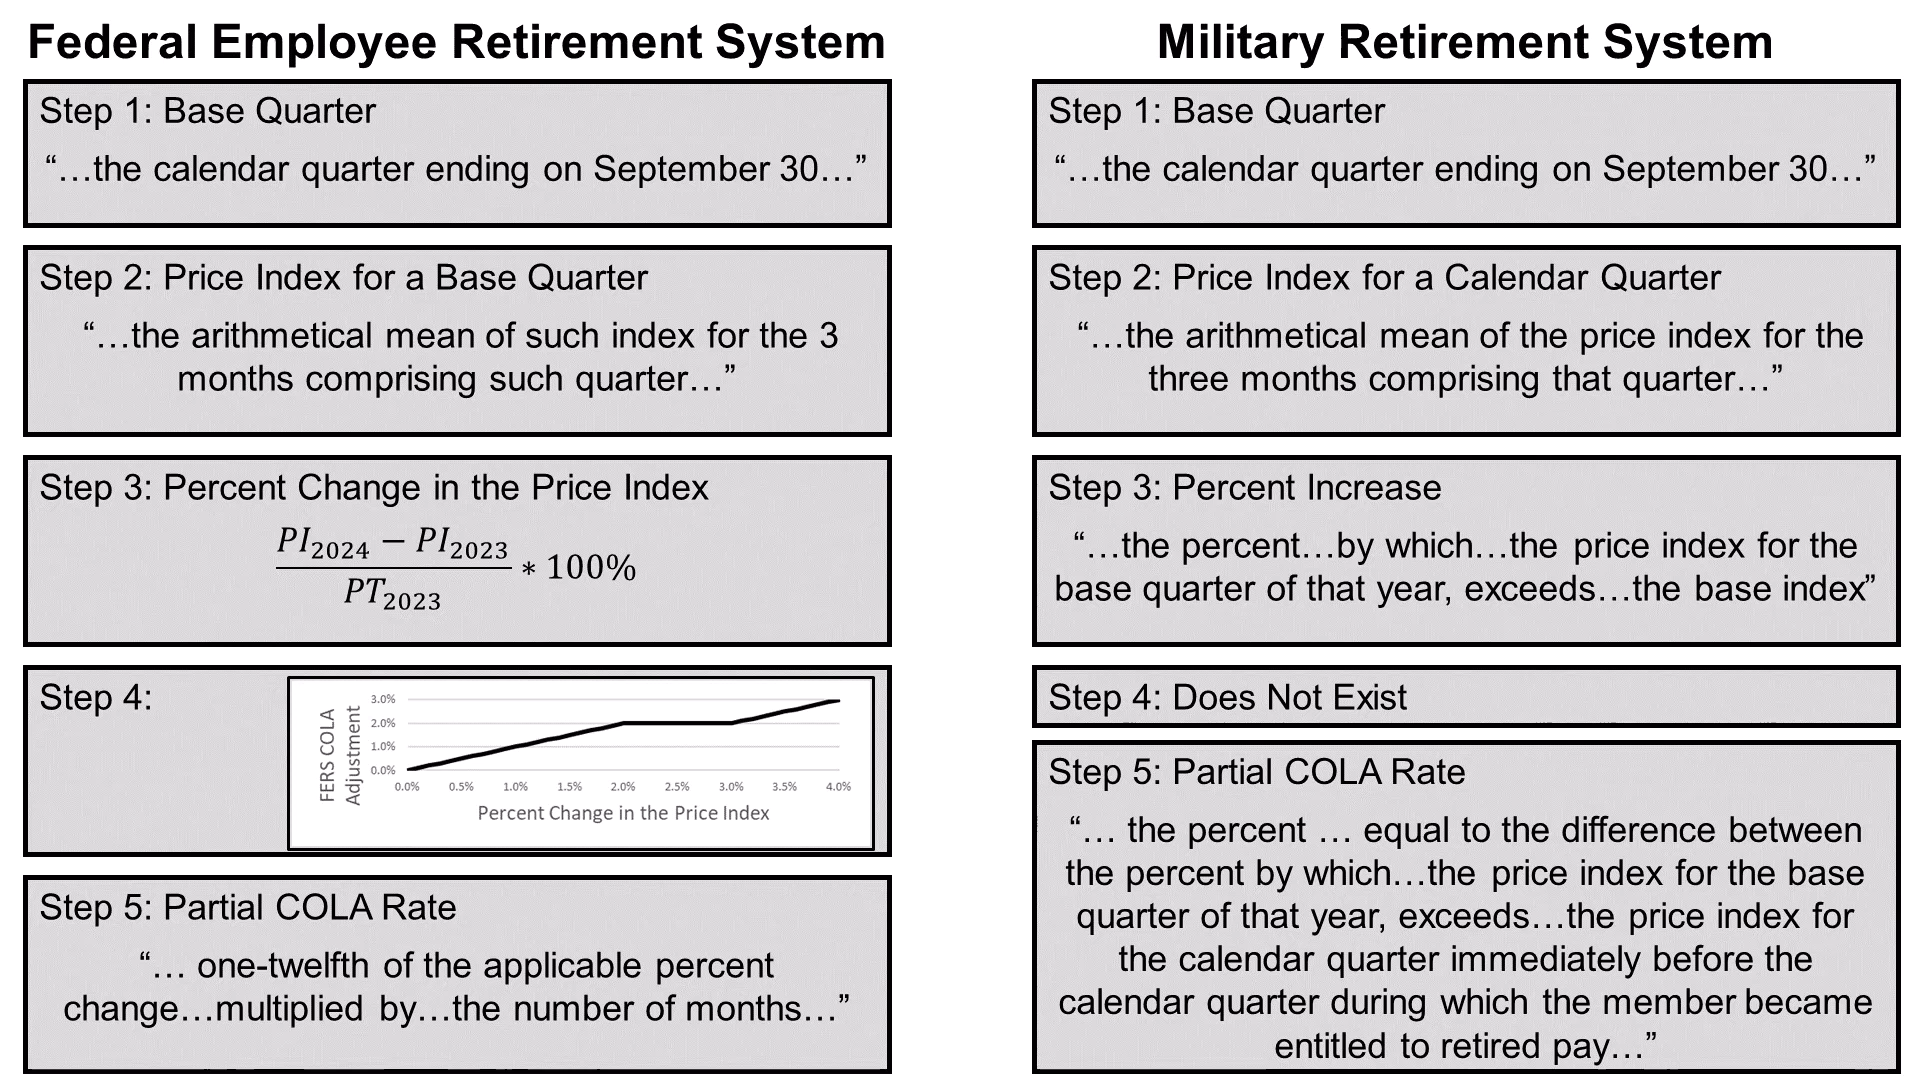 Federal Employee Retirement System
Step 1: Base Quarter
“…the calendar quarter ending on September 30…”
Step 2: Price Index for a Base Quarter
“…the arithmetical mean of such index for the 3
months comprising such quarter…”
Step 3: Percent Change in the Price Index
PI2024 − PI2023
PT2023
* 100%
Step 4:
FERS COLA
Adjustment
3.0%
2.0%
1.0%
0.0%
0.0% 0.5% 1.0% 1.5% 2.0% 2.5% 3.0% 3.5% 4.0%
Percent Change in the Price Index
Step 5: Partial COLA Rate
“… one-twelfth of the applicable percent
change…multiplied by…the number of months…”
Military Retirement System
Step 1: Base Quarter
“…the calendar quarter ending on September 30…”
Step 2: Price Index for a Calendar Quarter
“…the arithmetical mean of the price index for the
three months comprising that quarter…”
Step 3: Percent Increase
“…the percent…by which…the price index for the
base quarter of that year, exceeds…the base index”
Step 4: Does Not Exist
Step 5: Partial COLA Rate
“… the percent … equal to the difference between
the percent by which…the price index for the base
quarter of that year, exceeds…the price index for
the calendar quarter immediately before the
calendar quarter during which the member became
entitled to retired pay…”